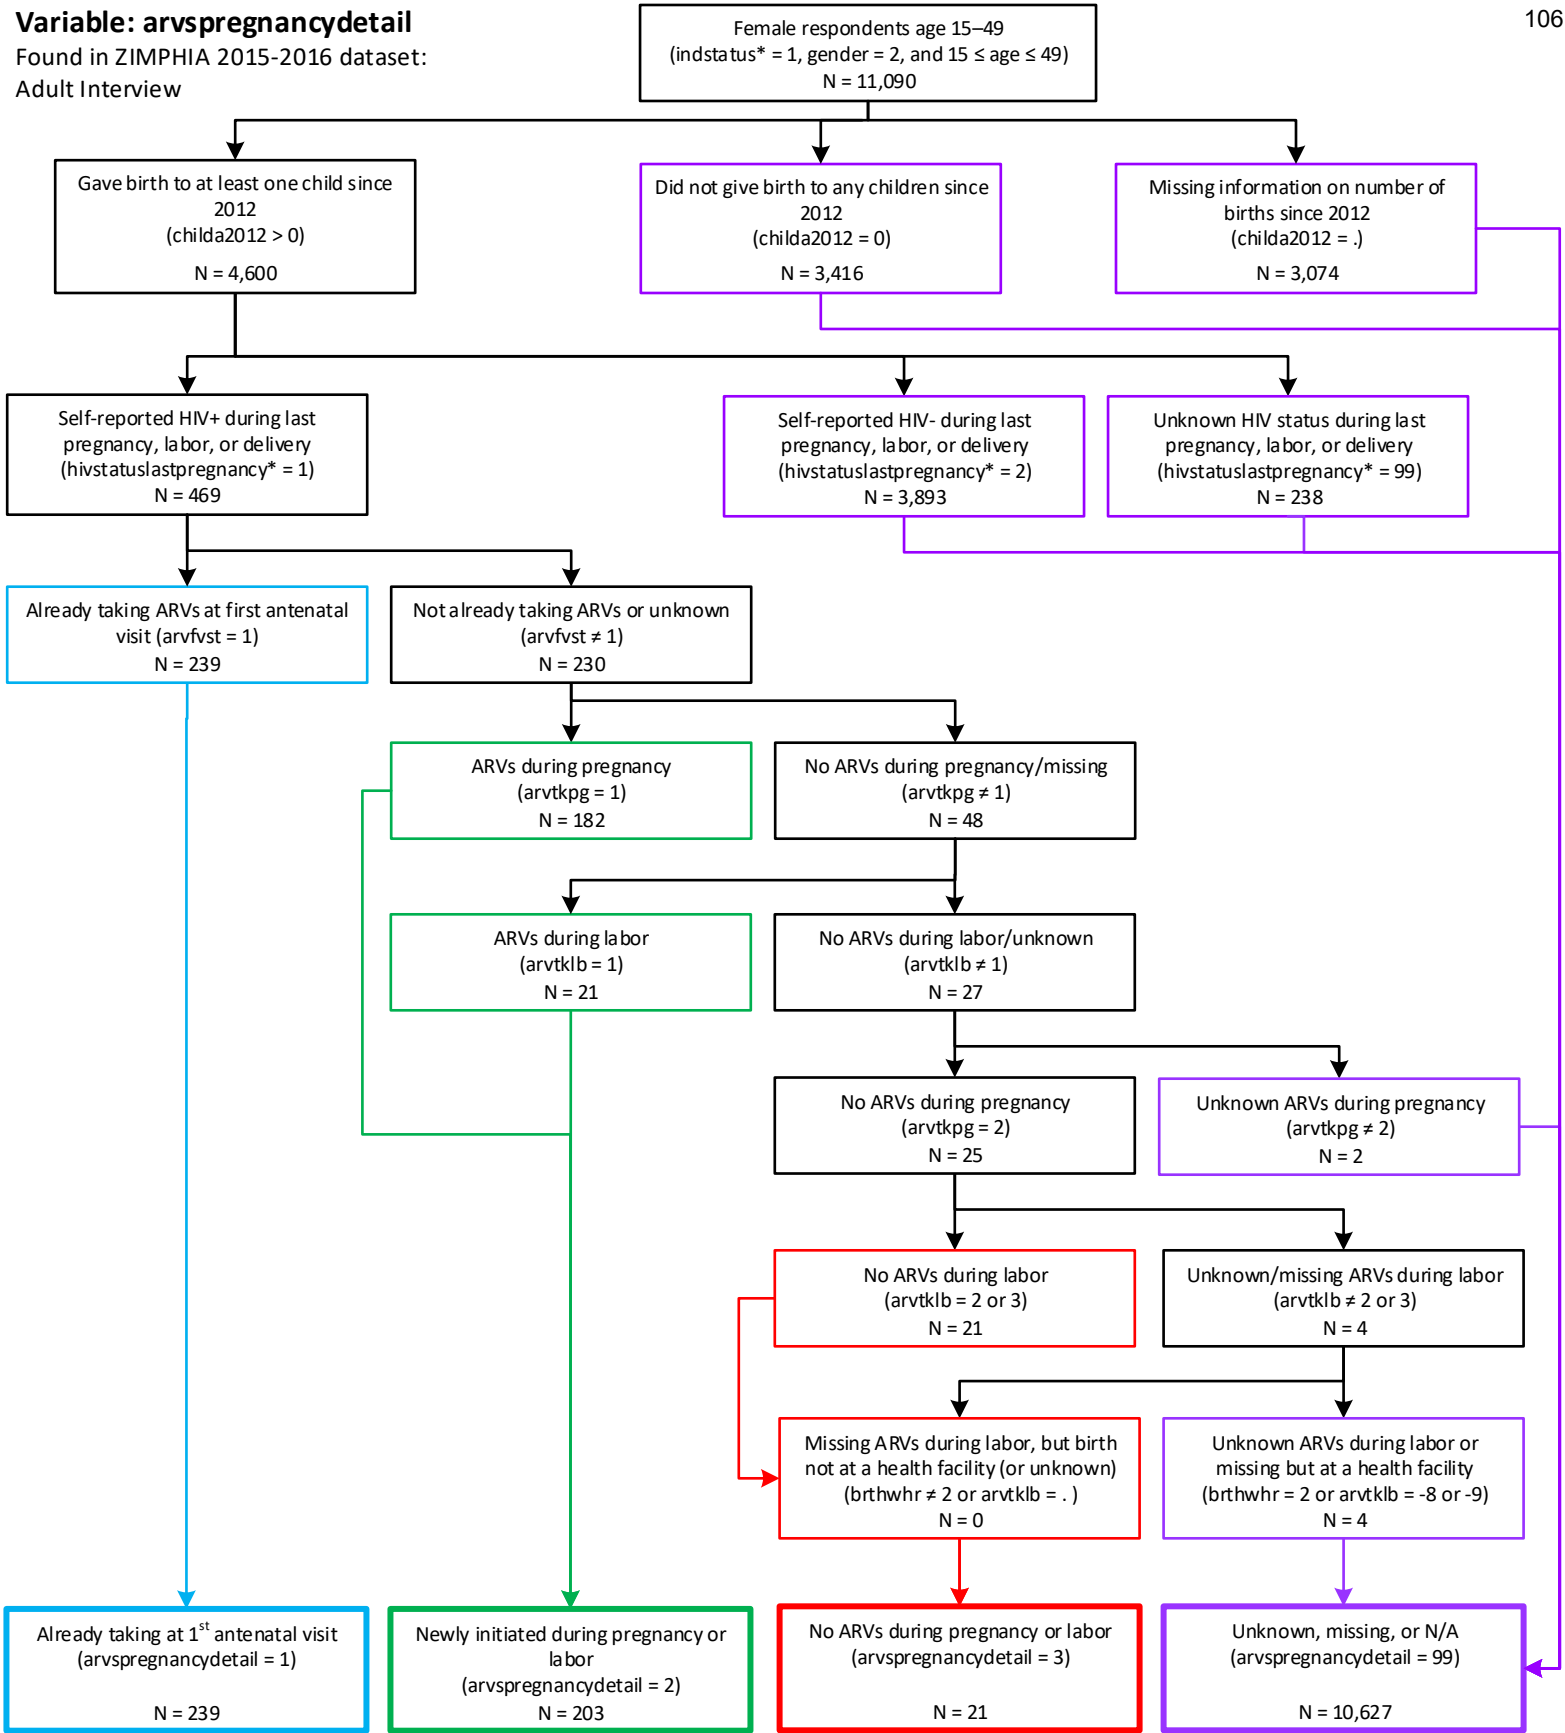 Variable: arvspregnancydetail
Found in ZIMPHIA 2015-2016 dataset:
Adult Interview
106
Female respondents age 15–49
(indstatus* = 1, gender = 2, and 15 ≤ age ≤ 49)
N = 11,090
Gave birth to at least one child since
2012
(childa2012 > 0)
N = 4,600
Did not give birth to any children since
2012
(childa2012 = 0)
N = 3,416
Missing information on number of
births since 2012
(childa2012 = .)
N = 3,074
Self-reported HIV+ during last
pregnancy, labor, or delivery
(hivstatuslastpregnancy* = 1)
N = 469
Self-reported HIV- during last
pregnancy, labor, or delivery
(hivstatuslastpregnancy* = 2)
N = 3,893
Unknown HIV status during last
pregnancy, labor, or delivery
(hivstatuslastpregnancy* = 99)
N = 238
Already taking ARVs at first antenatal
visit (arvfvst = 1)
N = 239
Not already taking ARVs or unknown
(arvfvst ≠ 1)
N = 230
ARVs during pregnancy
(arvtkpg = 1)
N = 182
No ARVs during pregnancy/missing
(arvtkpg ≠ 1)
N = 48
ARVs during labor
(arvtklb = 1)
N = 21
No ARVs during labor/unknown
(arvtklb ≠ 1)
N = 27
No ARVs during pregnancy
(arvtkpg = 2)
N = 25
Unknown ARVs during pregnancy
(arvtkpg ≠ 2)
N = 2
No ARVs during labor
(arvtklb = 2 or 3)
N = 21
Unknown/missing ARVs during labor
(arvtklb ≠ 2 or 3)
N = 4
Missing ARVs during labor, but birth
not at a health facility (or unknown)
(brthwhr ≠ 2 or arvtklb = . )
N = 0
Unknown ARVs during labor or
missing but at a health facility
(brthwhr = 2 or arvtklb = -8 or -9)
N = 4
Already taking at 1st antenatal visit
(arvspregnancydetail = 1)
N = 239
Newly initiated during pregnancy or
labor
(arvspregnancydetail = 2)
N = 203
No ARVs during pregnancy or labor
(arvspregnancydetail = 3)
N = 21
Unknown, missing, or N/A
(arvspregnancydetail = 99)
N = 10,627